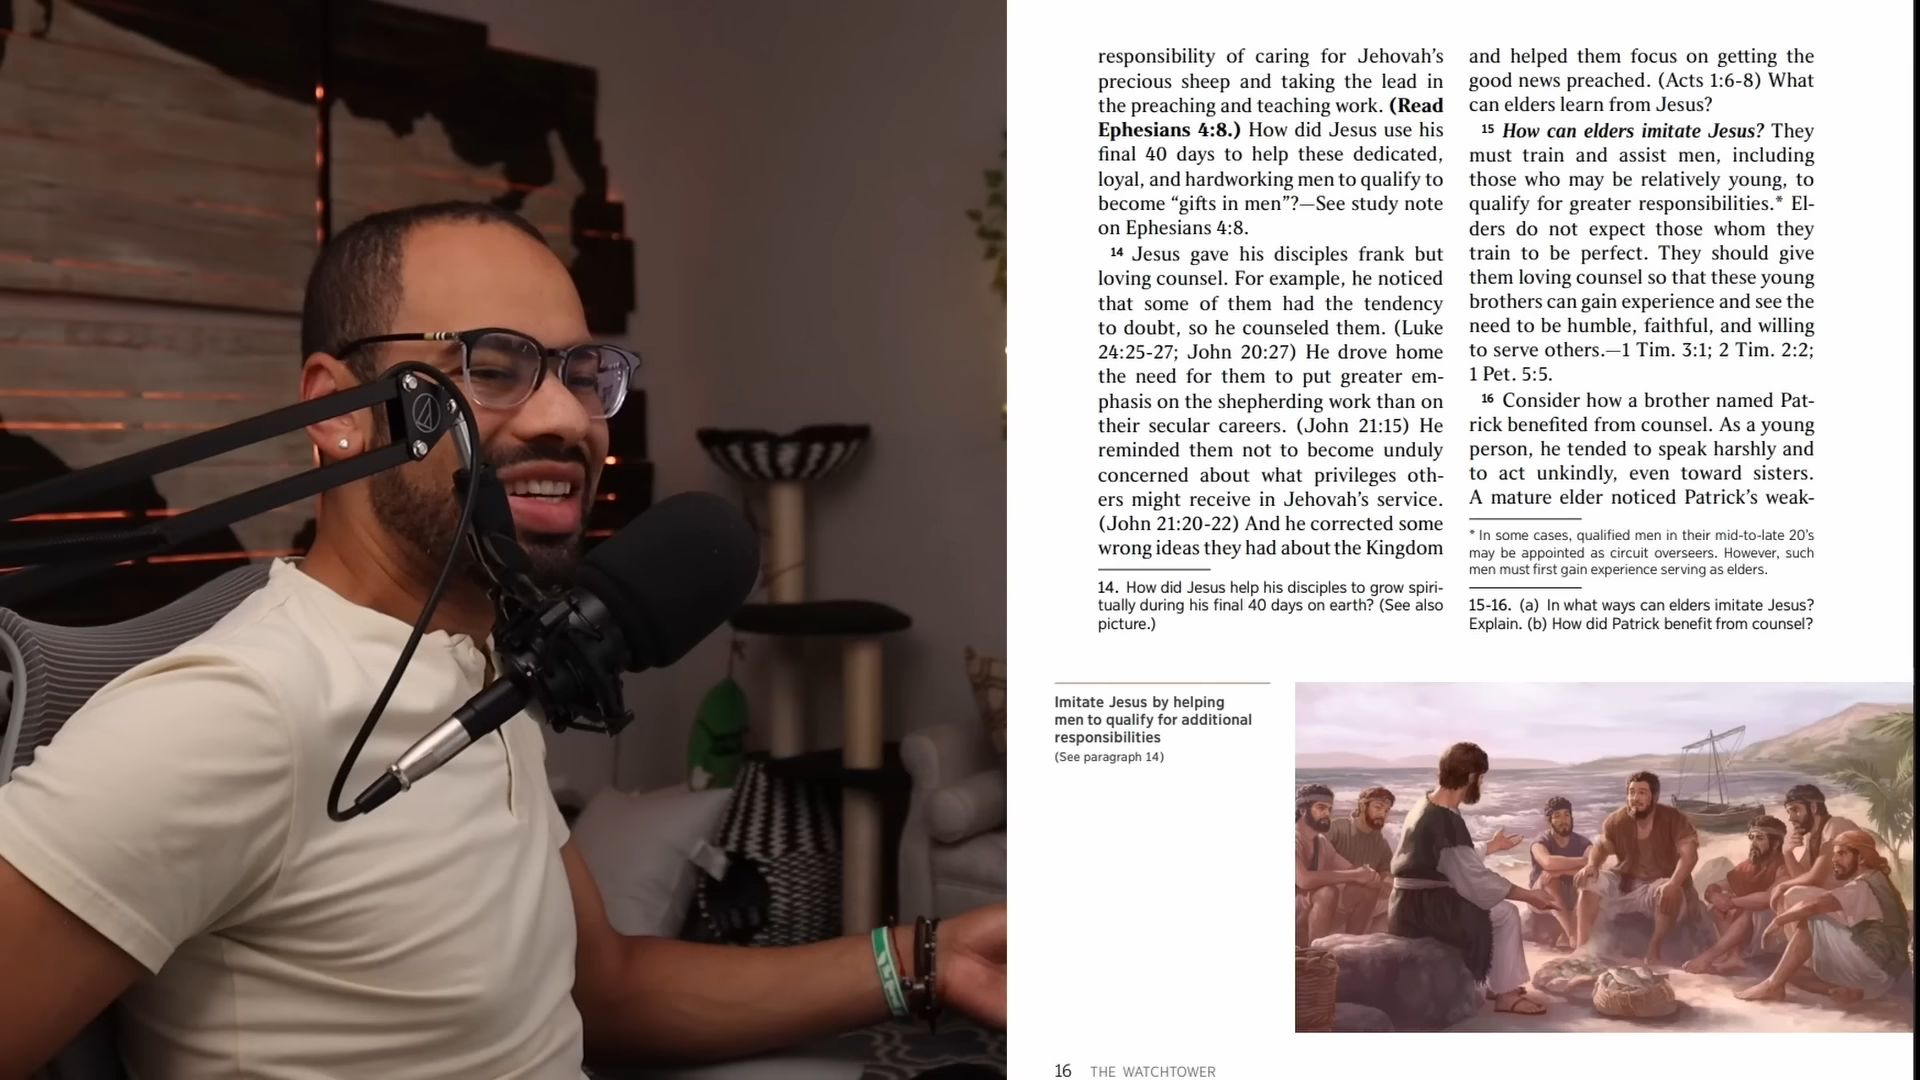 responsibility of caring for Jehovah’s
precious sheep and taking the lead in
the preaching and teaching work. (Read
Ephesians 4:8.) How did Jesus use his
final 40 days to help these dedicated,
loyal, and hardworking men to qualify to
become “gifts in men”?—See study note
on Ephesians 4:8.
14 Jesus gave his disciples frank but
loving counsel. For example, he noticed
that some of them had the tendency
to doubt, so he counseled them. (Luke
24:25-27; John 20:27) He drove home
the need for them to put greater em-
phasis on the shepherding work than on
their secular careers. (John 21:15) He
reminded them not to become unduly
concerned about what privileges oth-
ers might receive in Jehovah’s service.
(John 21:20-22) And he corrected some
wrong ideas they had about the Kingdom
14. How did Jesus help his disciples to grow spiri-
tually during his final 40 days on earth? (See also
picture.)
and helped them focus on getting the
good news preached. (Acts 1:6-8) What
can elders learn from Jesus?
15 How can elders imitate Jesus? They
must train and assist men, including
those who may be relatively young, to
qualify for greater responsibilities.* El-
ders do not expect those whom they
train to be perfect. They should give
them loving counsel so that these young
brothers can gain experience and see the
need to be humble, faithful, and willing
to serve others.—1 Tim. 3:1; 2 Tim. 2:2;
1 Pet. 5:5.
16 Consider how a brother named Pat-
rick benefited from counsel. As a young
person, he tended to speak harshly and
to act unkindly, even toward sisters.
A mature elder noticed Patrick’s weak-
* In some cases, qualified men in their mid-to-late 20’s
may be appointed as circuit overseers. However, such
men must first gain experience serving as elders.
15-16. (a) In what ways can elders imitate Jesus?
Explain. (b) How did Patrick benefit from counsel?
Imitate Jesus by helping
men to qualify for additional
responsibilities
(See paragraph 14)
16 THE WATCHTOWER